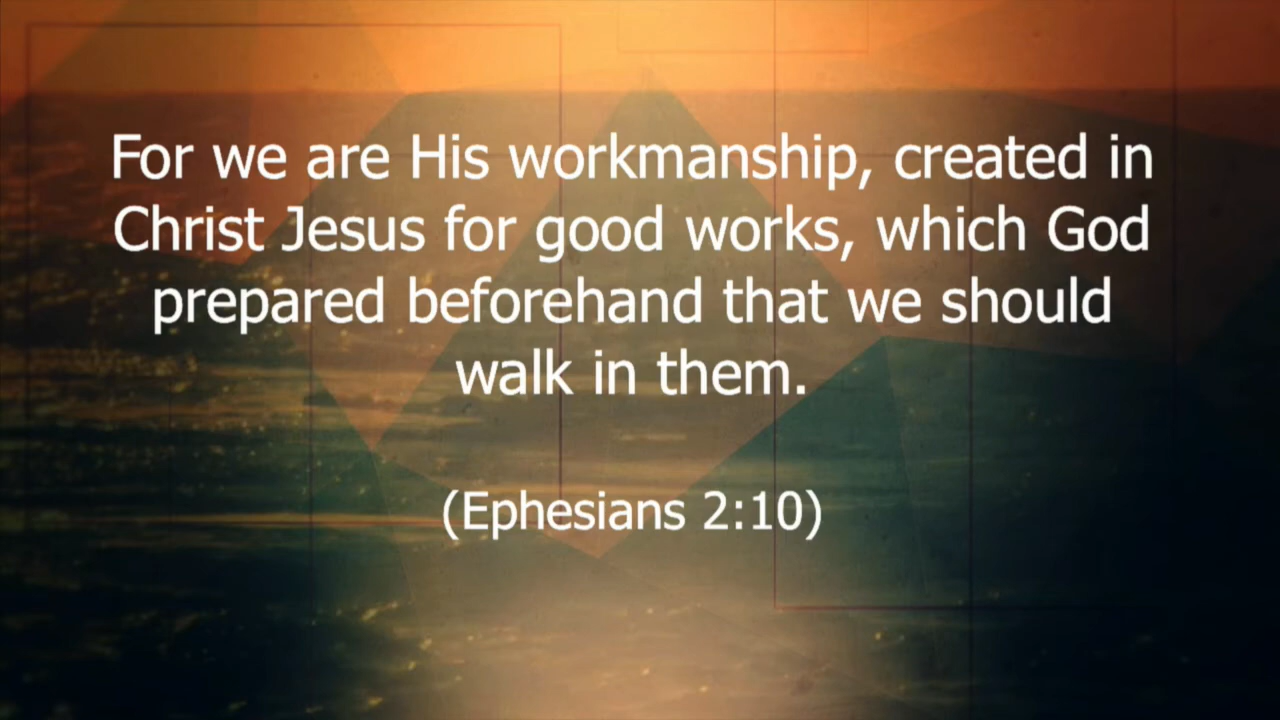 For we are His workmanship, created in
Christ Jesus for good works, which God
prepared beforehand that we should
walk in them.
(Ephesians 2:10)